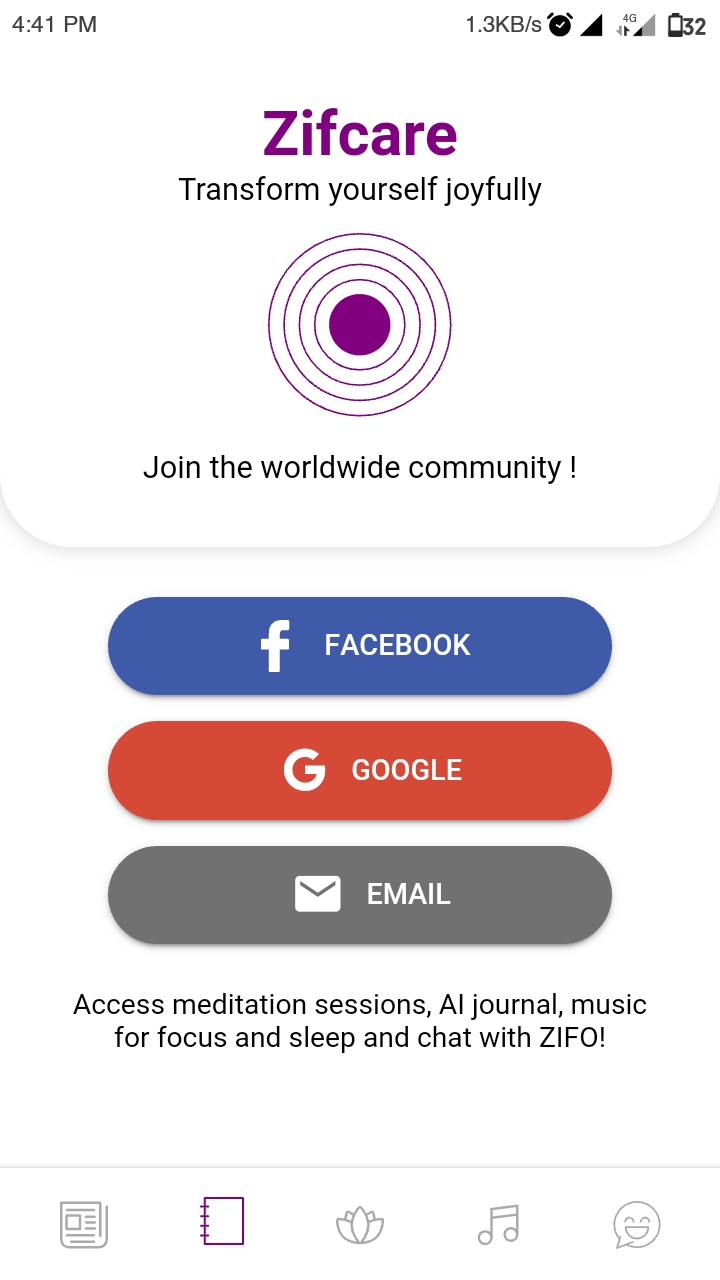 4:41 PM 1.3KB/s 4G 32
Zifcare
Transform yourself joyfully
Join the worldwide community !
FACEBOOK
GOOGLE
EMAIL
Access meditation sessions, AI journal, music
for focus and sleep and chat with ZIFO!